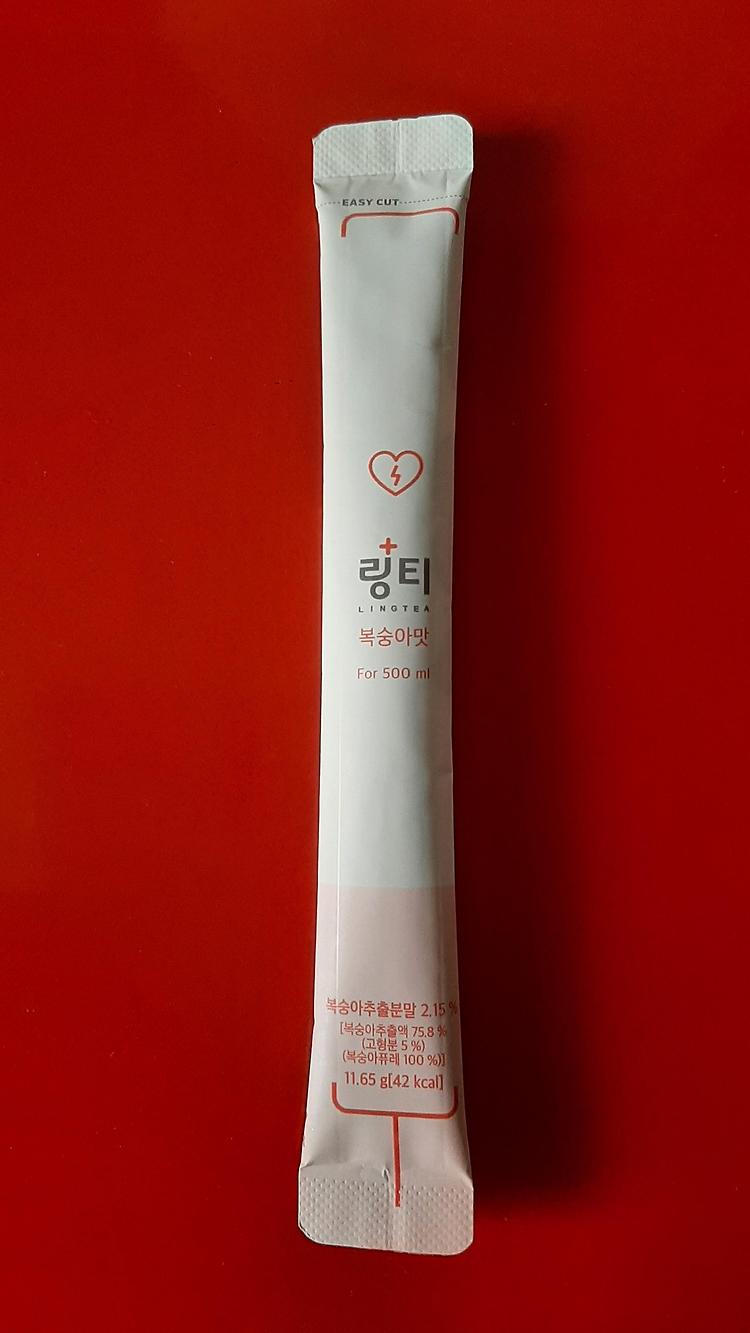 EASY CUT
링티
LINGTEA
복숭아맛
For 500 ml
복숭아추출분말 2.15 %
[복숭아추출액 75.8 %
(고형분 5 %)
(복숭아퓨레 100 %)]
11.65 g[42 kcal]